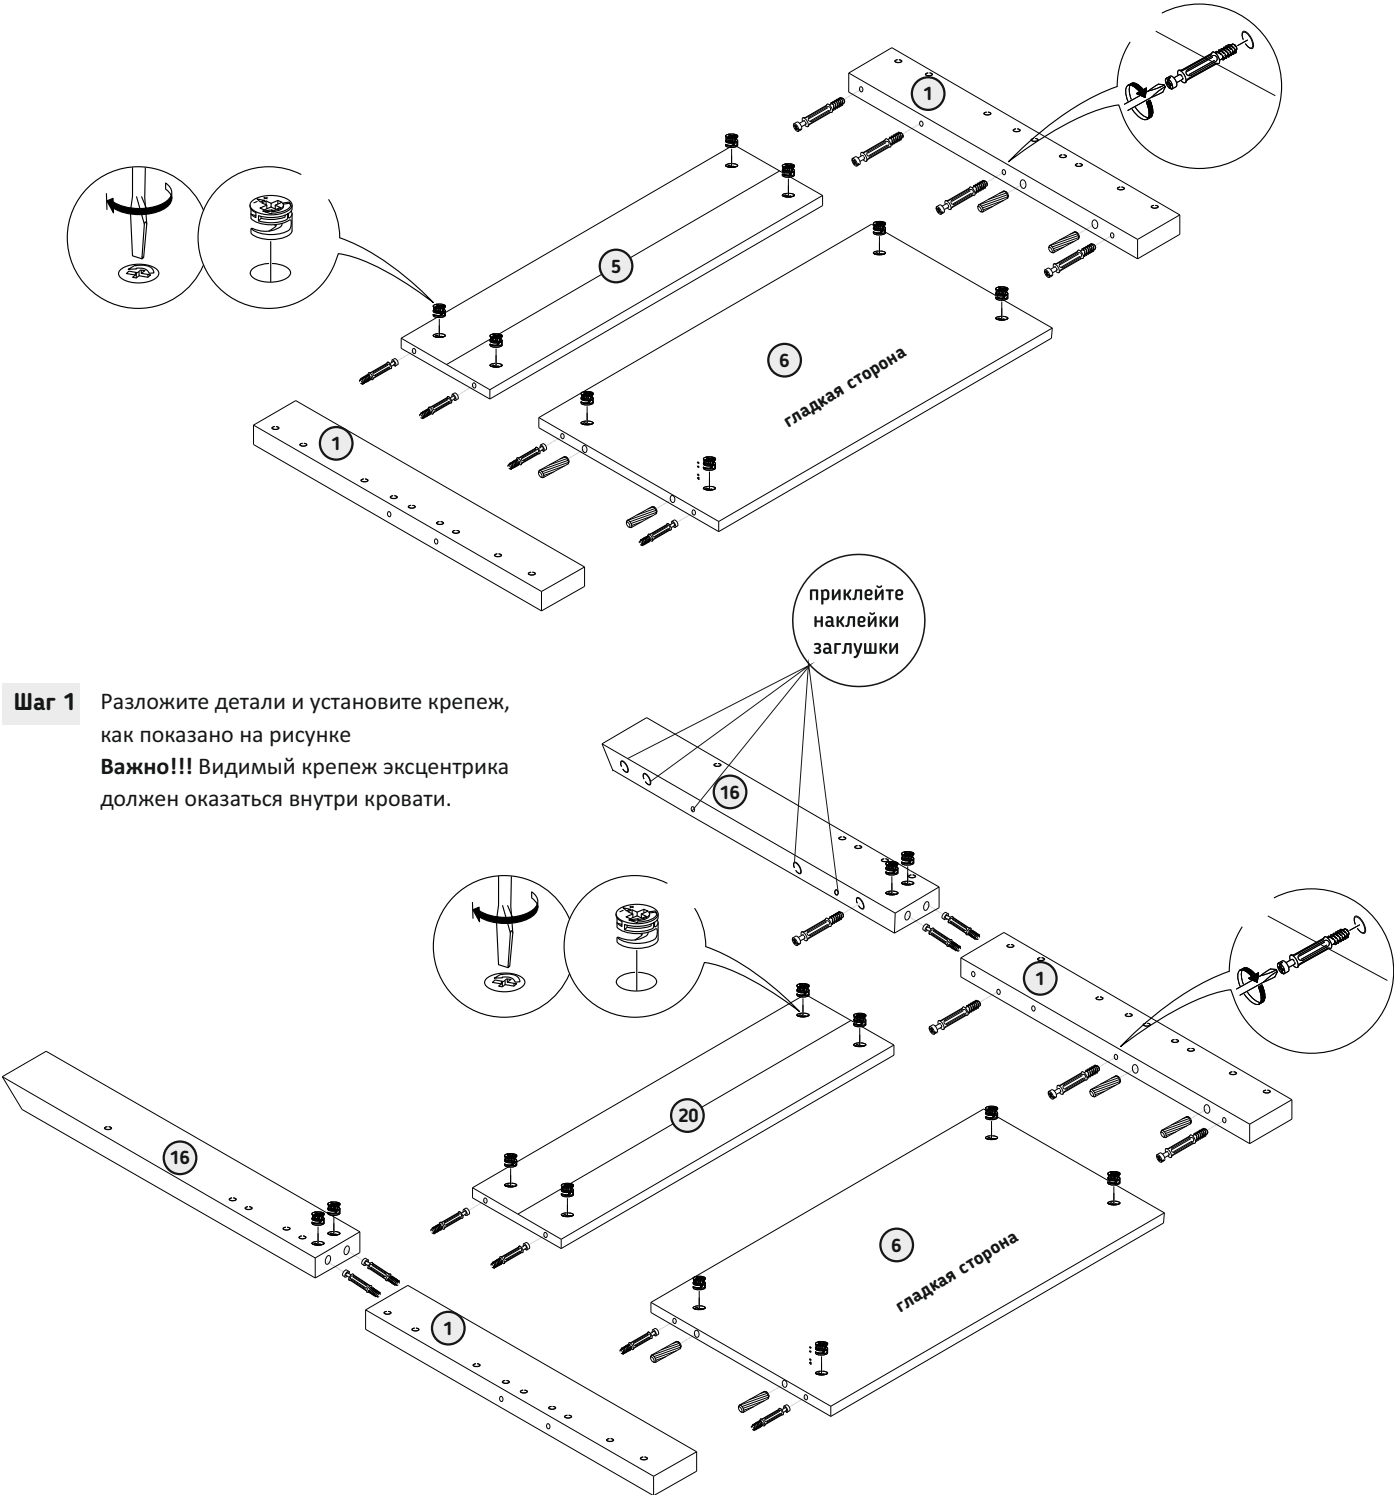 1
5
6
гладкая сторона
1
приклейте
наклейки
заглушки
Шаг 1
Разложите детали и установите крепеж,
как показано на рисунке
Важно!!! Видимый крепеж эксцентрика
должен оказаться внутри кровати.
16
1
20
16
6
гладкая сторона
1